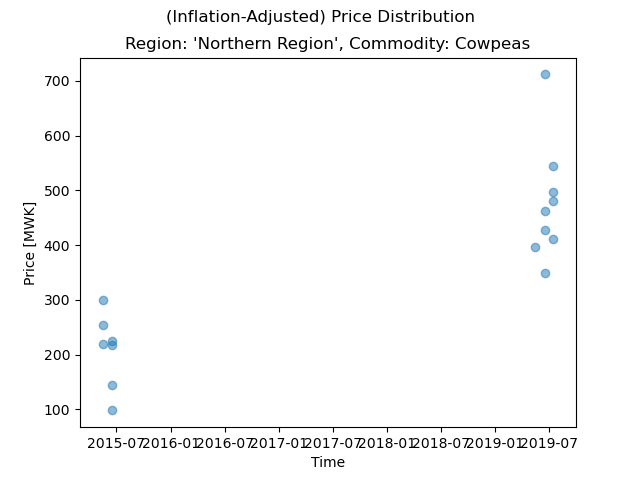 (Inflation-Adjusted) Price Distribution
Region: 'Northern Region', Commodity: Cowpeas
700
600
500
400
300
200
100
Price [MWK]
2015-07 2016-01 2016-07 2017-01 2017-07 2018-01 2018-07 2019-01 2019-07
Time